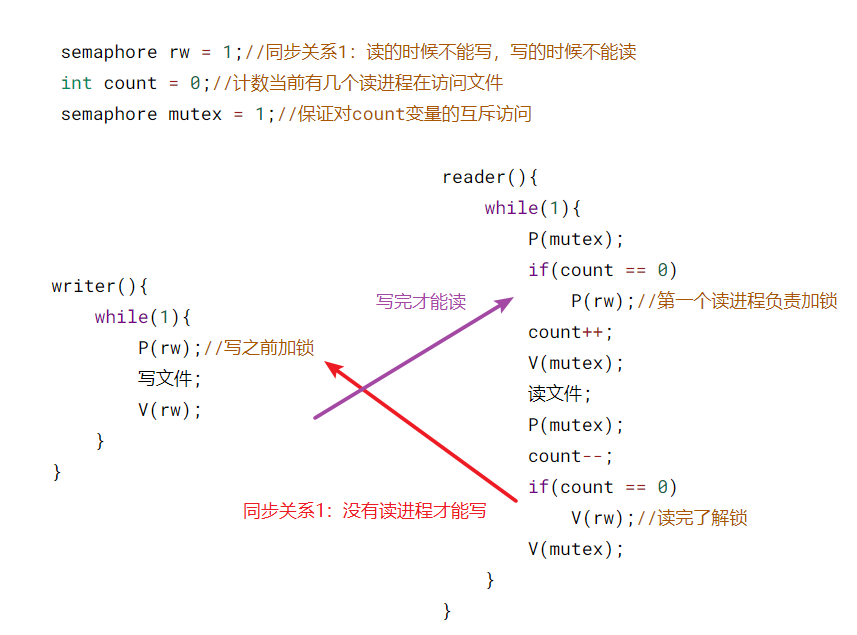 semaphore rw = 1;//同步关系1：读的时候不能写，写的时候不能读
int count = 0;//计数当前有几个读进程在访问文件
semaphore mutex = 1;//保证对count变量的互斥访问
writer(){
while(1){
P(rw);//写之前加锁
写文件;
V(rw);
}
}
写完才能读
同步关系1：没有读进程才能写
reader(){
while(1){
P(mutex);
if(count == 0)
P(rw);//第一个读进程负责加锁
count++;
V(mutex);
读文件;
P(mutex);
count--;
if(count == 0)
V(rw);//读完了解锁
V(mutex);
}
}